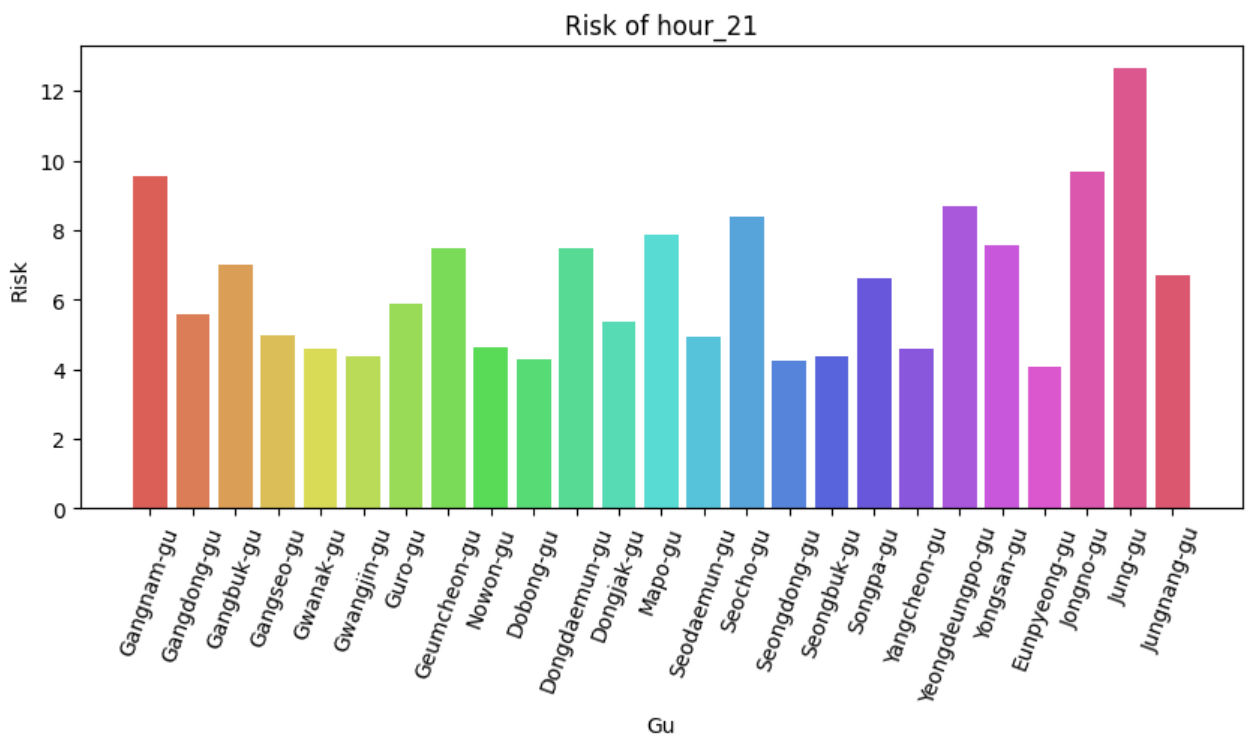 Risk of hour_21
Risk
12
10
8
6
4
2
0
Gangnam-gu
Gangdong-gu
Gangbuk-gu
Gangseo-gu
Gwanak-gu
Gwangjin-gu
Guro-gu
Geumcheon-gu
Nowon-gu
Dobong-gu
Dongdaemun-gu
Dongjak-gu
Mapo-gu
Seodaemun-gu
Seocho-gu
Seongdong-gu
Seongbuk-gu
Songpa-gu
Yangcheon-gu
Yeongdeungpo-gu
Yongsan-gu
Eunpyeong-gu
Jongno-gu
Jung-gu
Jungnang-gu
Gu